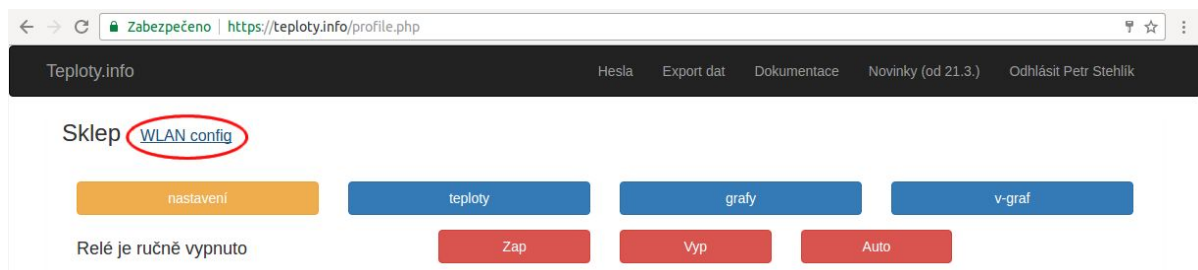 Zabezpečeno | https://teploty.info/profile.php
Teploty.info Hesla Export dat Dokumentace Novinky (od 21.3.) Odhlásit Petr Stehlík
Sklep WLAN config
nastavení teploty grafy v-graf
Relé je ručně vypnuto Zap Vyp Auto